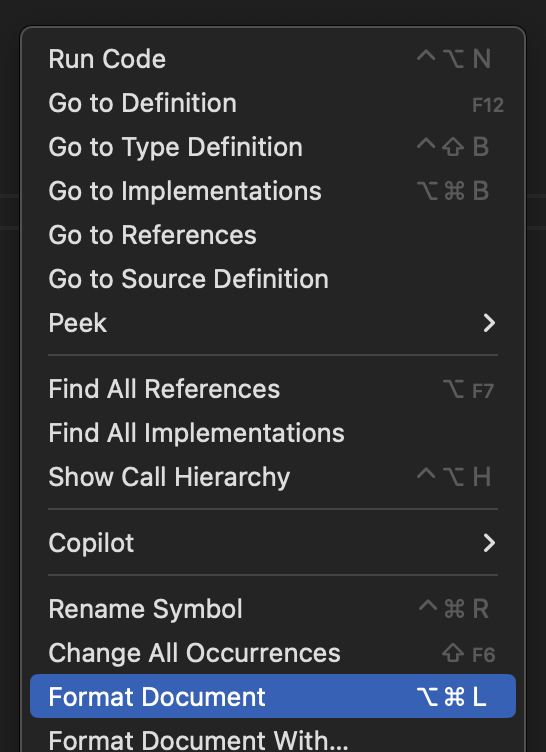 Run Code ⌃⌥N
Go to Definition F12
Go to Type Definition ⌃⇧B
Go to Implementations ⌥⌘B
Go to References
Go to Source Definition
Peek
Find All References ⌥F7
Find All Implementations
Show Call Hierarchy ⌃⌥H
Copilot
Rename Symbol ⌃⌘R
Change All Occurrences ⇧F6
Format Document ⌥⌘L
Format Document With...